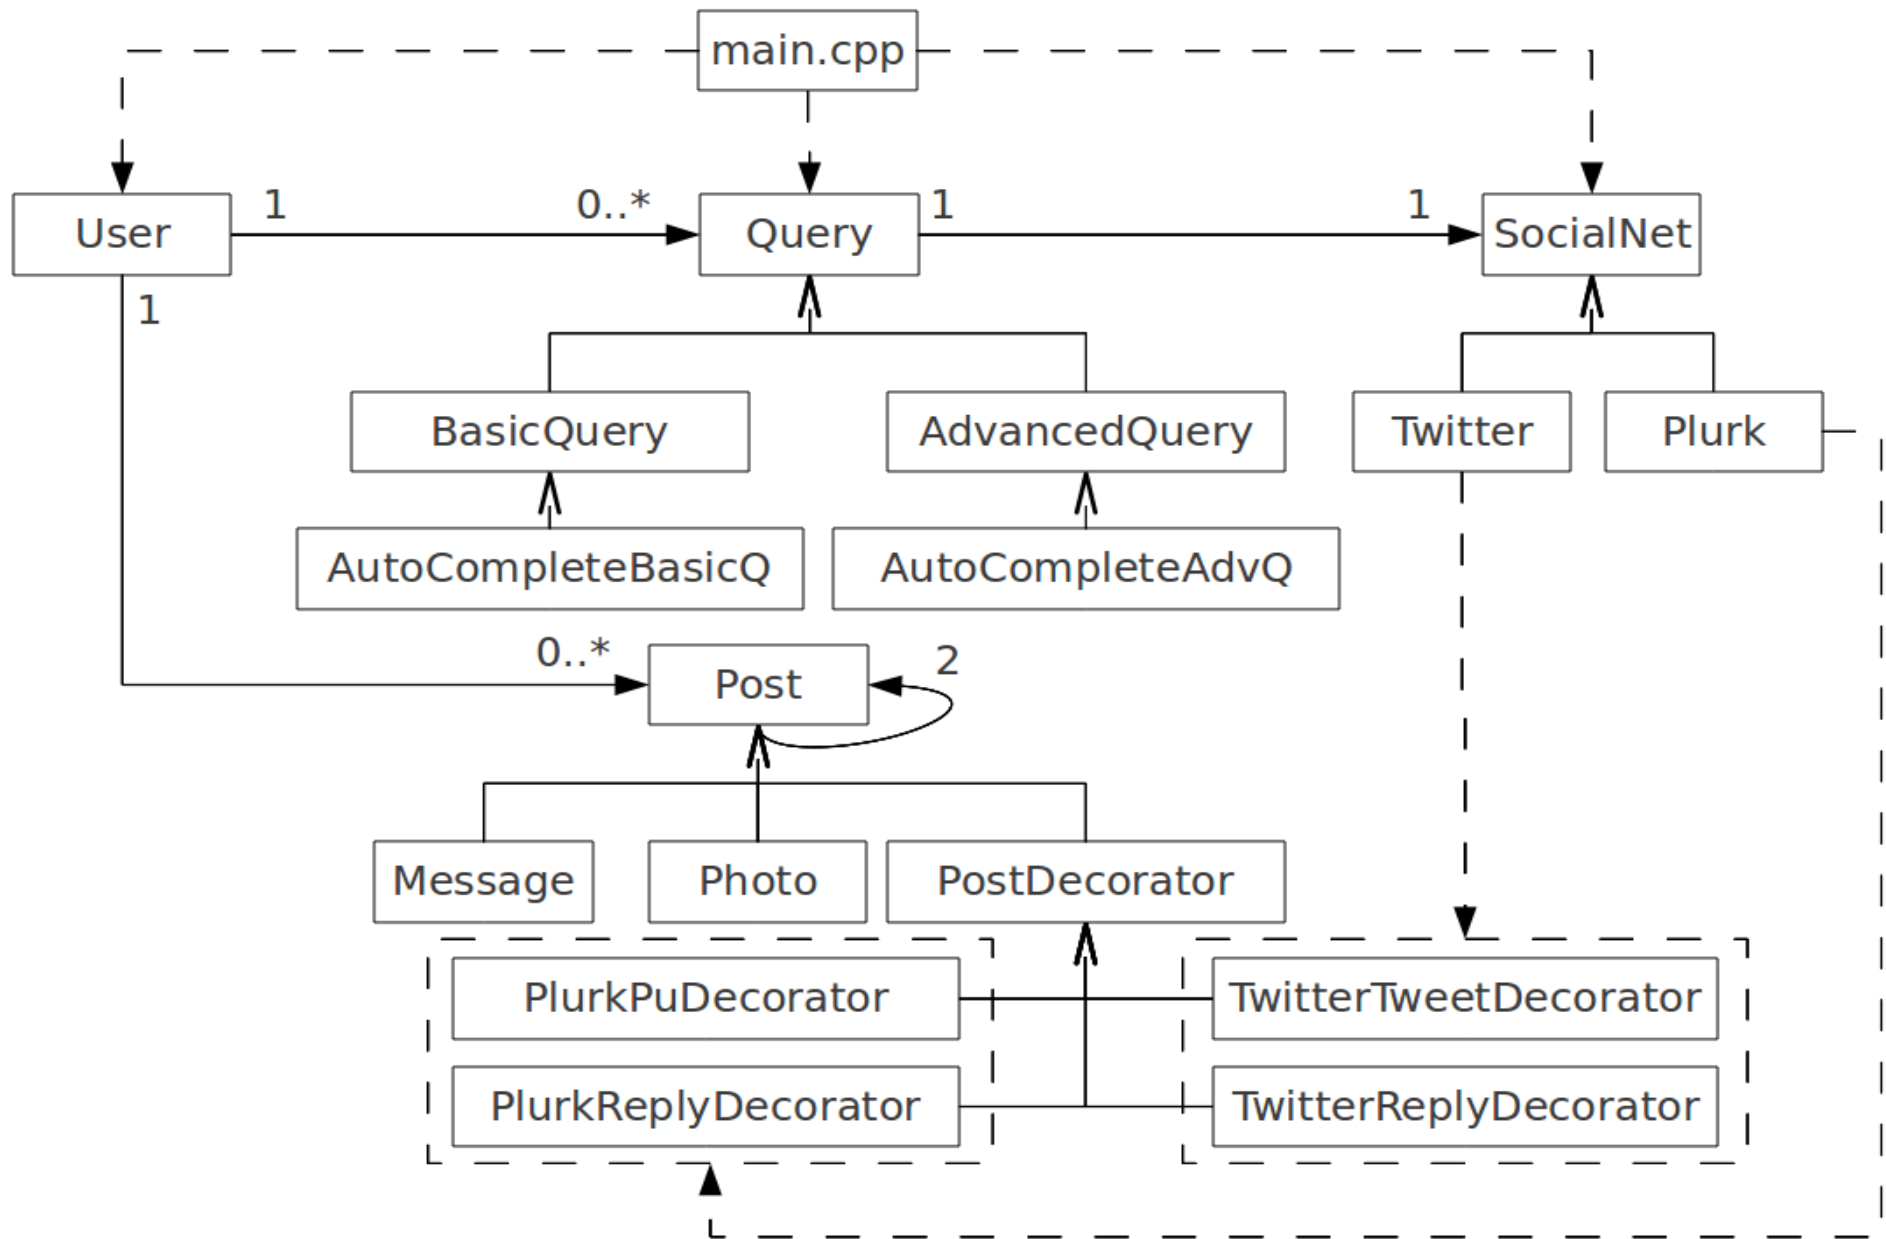 main.cpp
1 0..* 1 1
User Query SocialNet
1
BasicQuery AdvancedQuery Twitter Plurk
AutoCompleteBasicQ AutoCompleteAdvQ
0..* 2
Post
Message Photo PostDecorator
PlurkPuDecorator TwitterTweetDecorator
PlurkReplyDecorator TwitterReplyDecorator